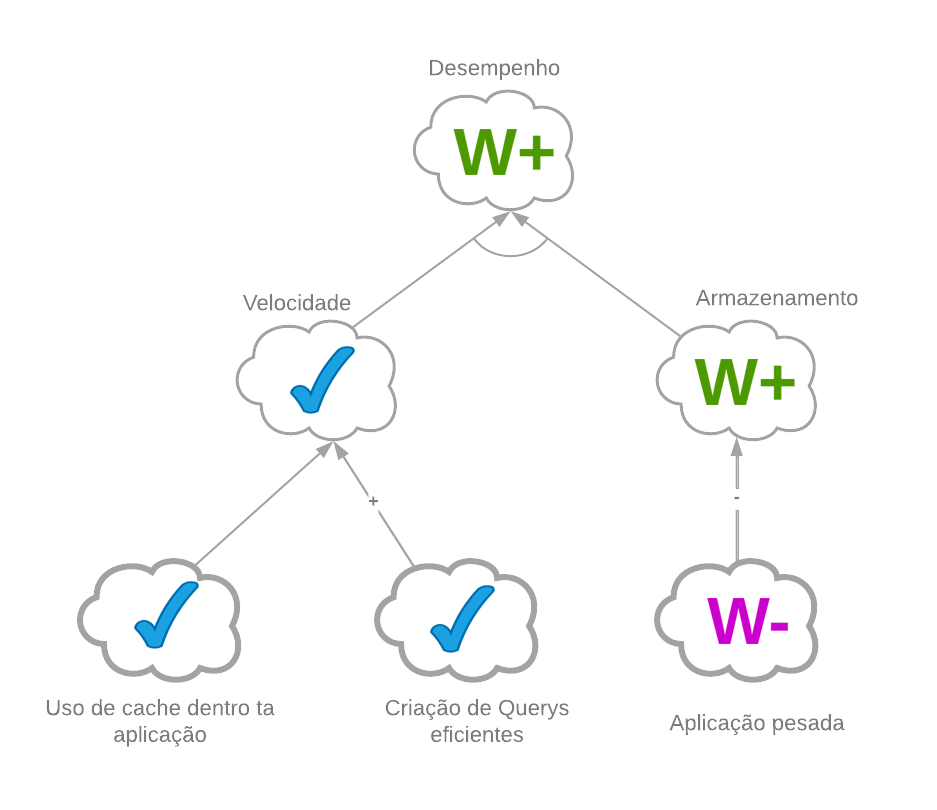 Desempenho
W+
Velocidade
Armazenamento
W+
+
-
W-
Uso de cache dentro ta
aplicação
Criação de Querys
eficientes
Aplicação pesada